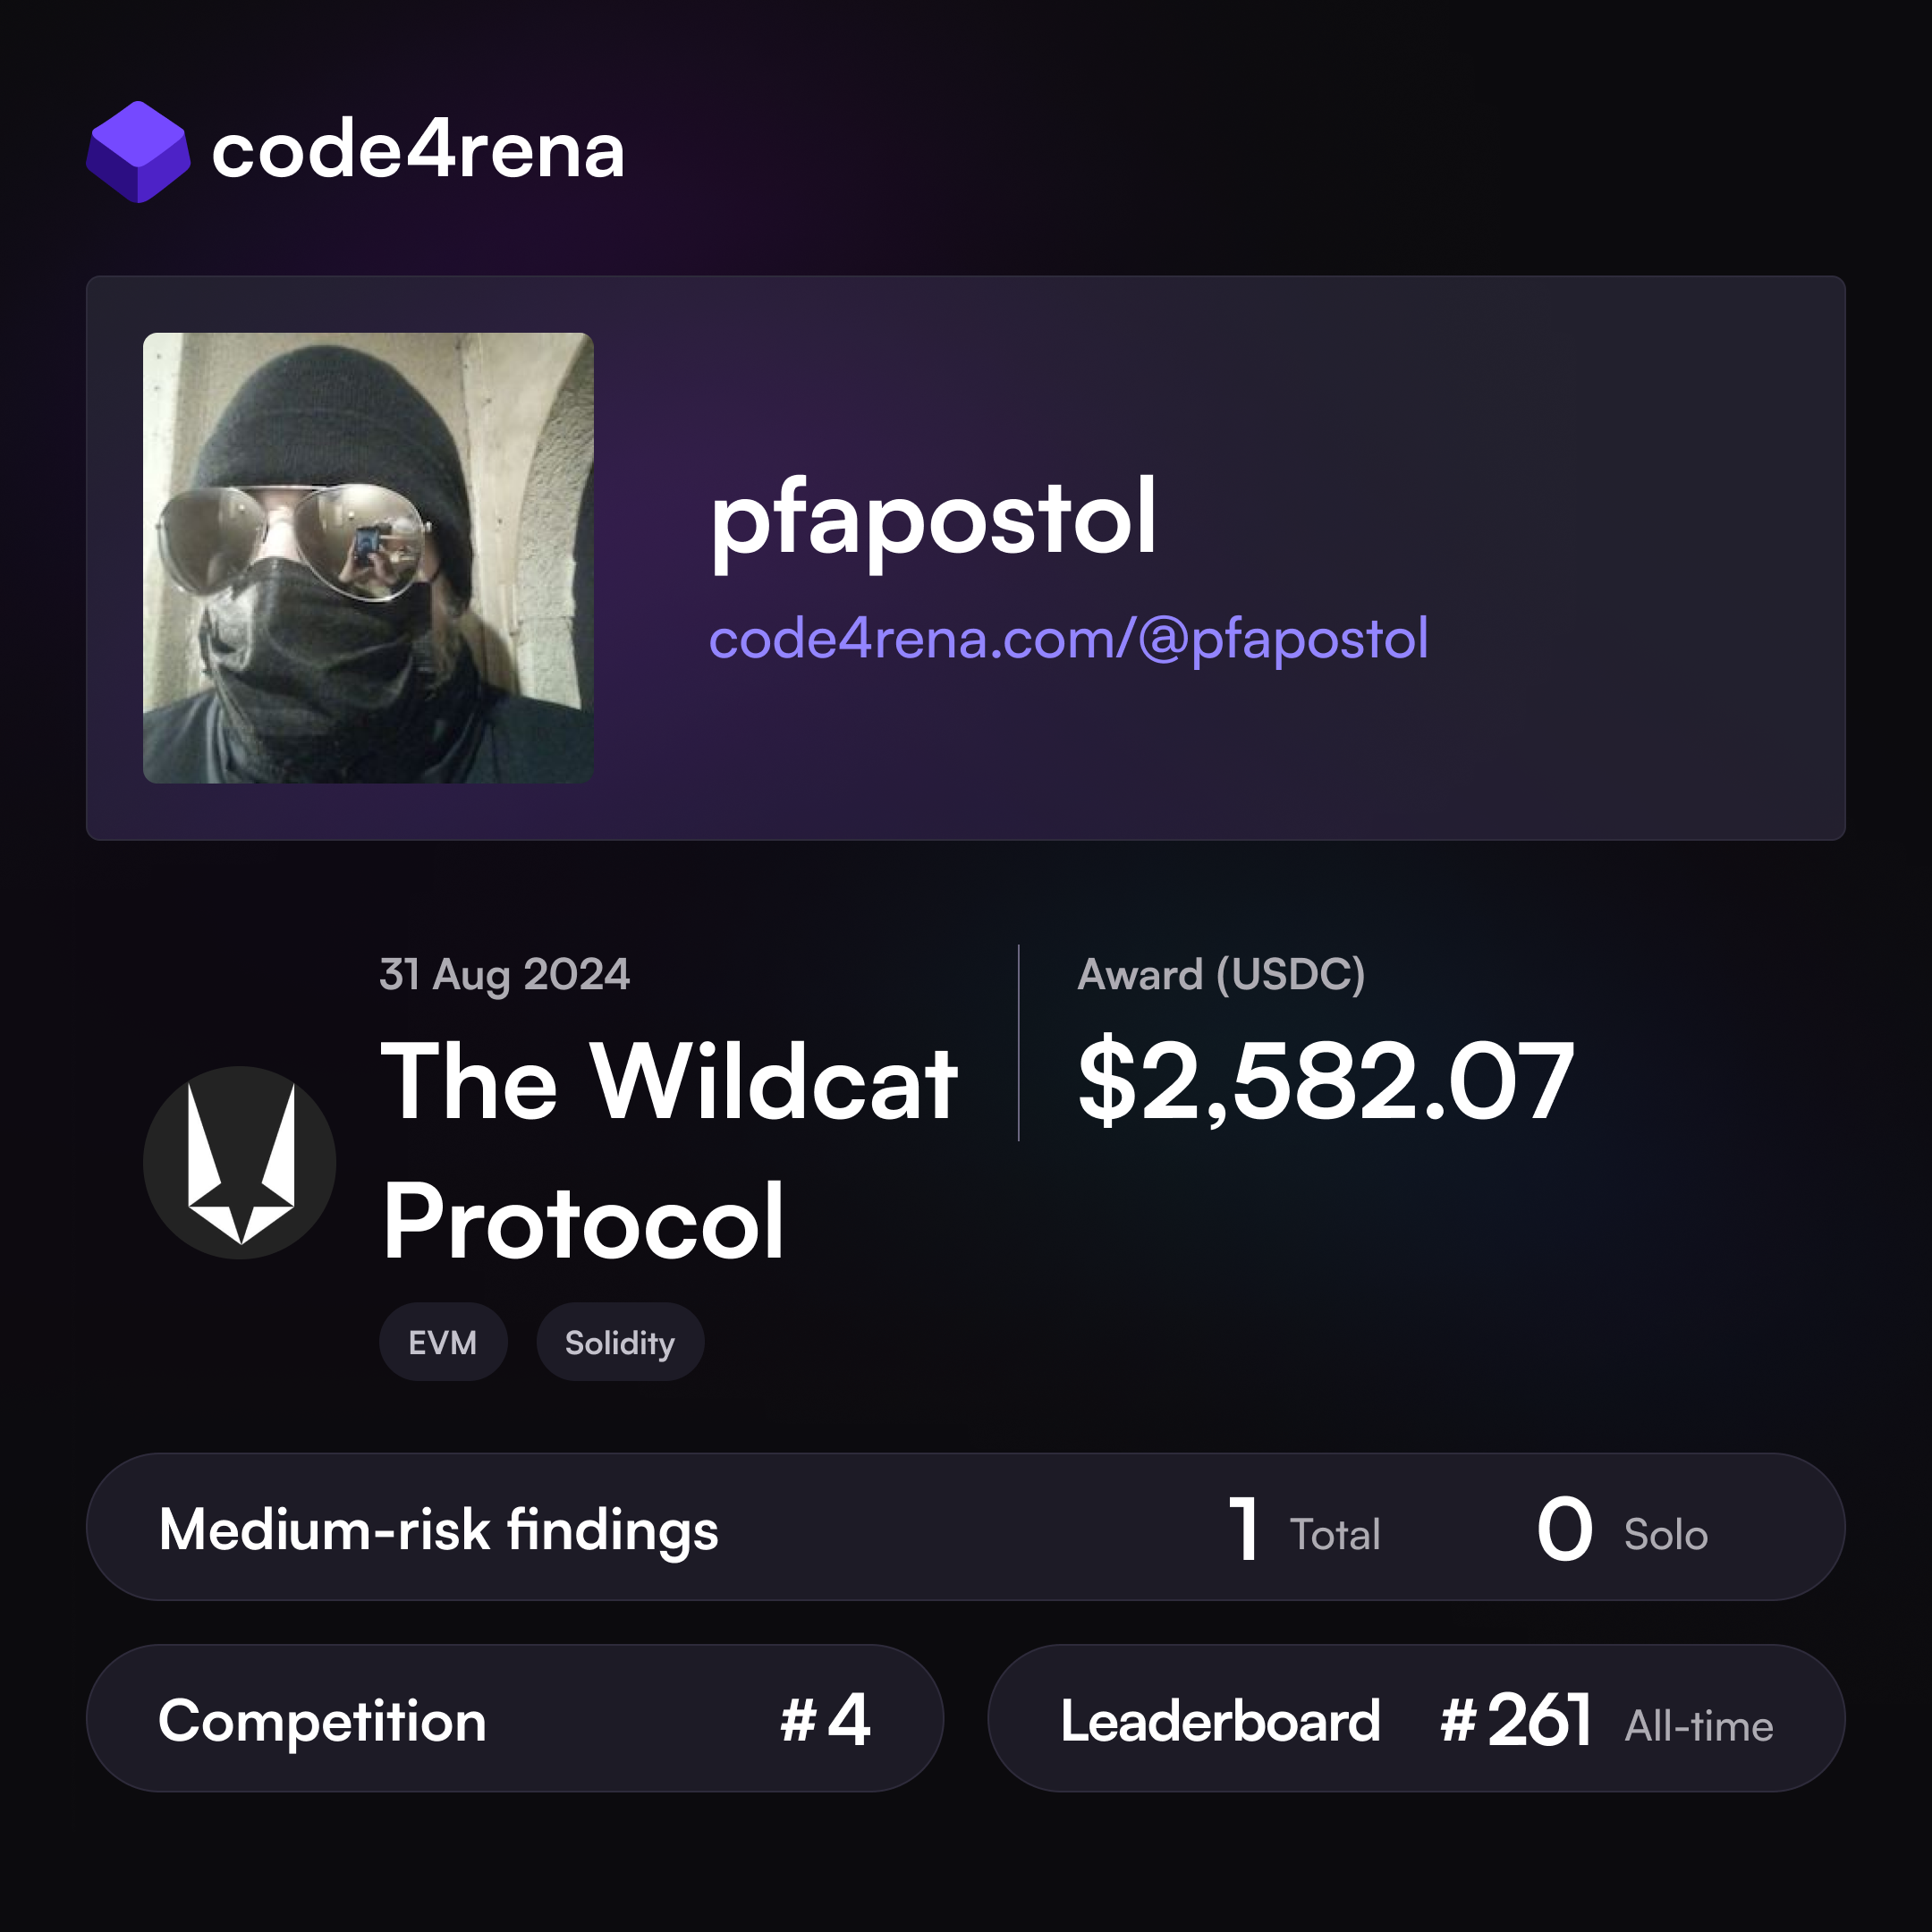 code4rena
pfapostol
code4rena.com/@pfapostol
31 Aug 2024
The Wildcat
Protocol
Award (USDC)
$2,582.07
EVM Solidity
Medium-risk findings 1 Total 0 Solo
Competition #4
Leaderboard #261 All-time